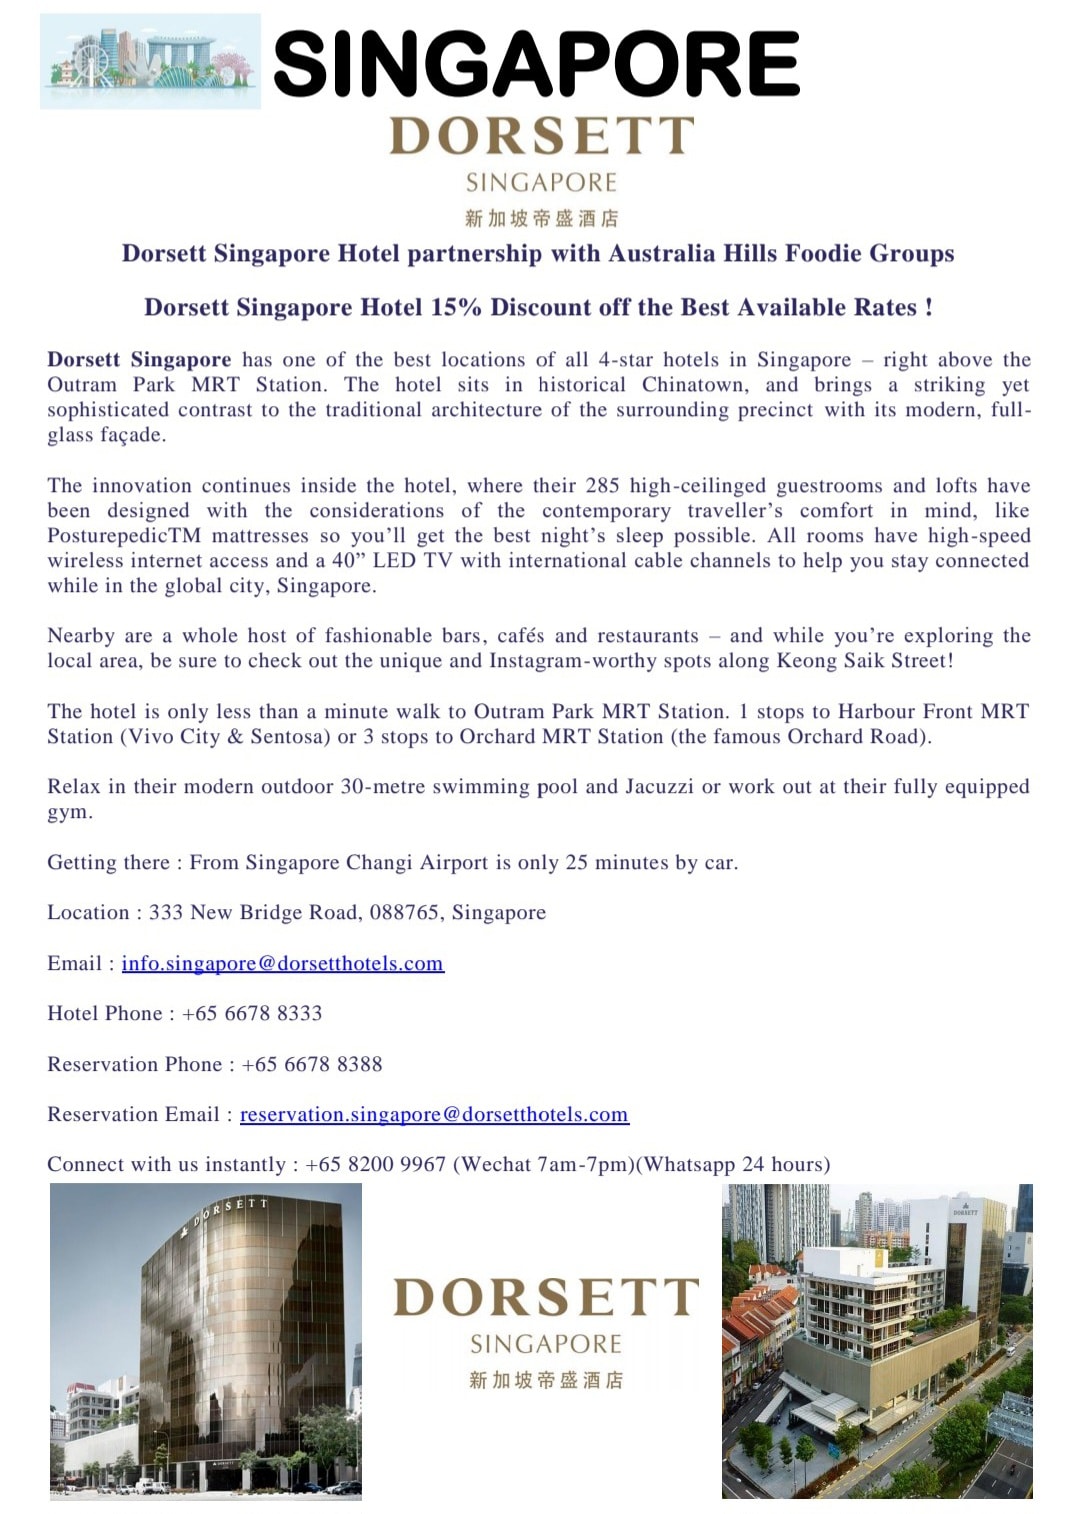 SINGAPORE
DORSETT
SINGAPORE
新加坡帝盛酒店
Dorsett Singapore Hotel partnership with Australia Hills Foodie Groups
Dorsett Singapore Hotel 15% Discount off the Best Available Rates !
Dorsett Singapore has one of the best locations of all 4-star hotels in Singapore – right above the
Outram Park MRT Station. The hotel sits in historical Chinatown, and brings a striking yet
sophisticated contrast to the traditional architecture of the surrounding precinct with its modern, full-
glass façade.
The innovation continues inside the hotel, where their 285 high-ceilinged guestrooms and lofts have
been designed with the considerations of the contemporary traveller’s comfort in mind, like
PosturepedicTM mattresses so you’ll get the best night’s sleep possible. All rooms have high-speed
wireless internet access and a 40” LED TV with international cable channels to help you stay connected
while in the global city, Singapore.
Nearby are a whole host of fashionable bars, cafés and restaurants – and while you’re exploring the
local area, be sure to check out the unique and Instagram-worthy spots along Keong Saik Street!
The hotel is only less than a minute walk to Outram Park MRT Station. 1 stops to Harbour Front MRT
Station (Vivo City & Sentosa) or 3 stops to Orchard MRT Station (the famous Orchard Road).
Relax in their modern outdoor 30-metre swimming pool and Jacuzzi or work out at their fully equipped
gym.
Getting there : From Singapore Changi Airport is only 25 minutes by car.
Location : 333 New Bridge Road, 088765, Singapore
Email : info.singapore@dorsetthotels.com
Hotel Phone : +65 6678 8333
Reservation Phone : +65 6678 8388
Reservation Email : reservation.singapore@dorsetthotels.com
Connect with us instantly : +65 8200 9967 (Wechat 7am-7pm)(Whatsapp 24 hours)
DORSETT
DORSETT
DORSETT
SINGAPORE
新加坡帝盛酒店
DORSETT